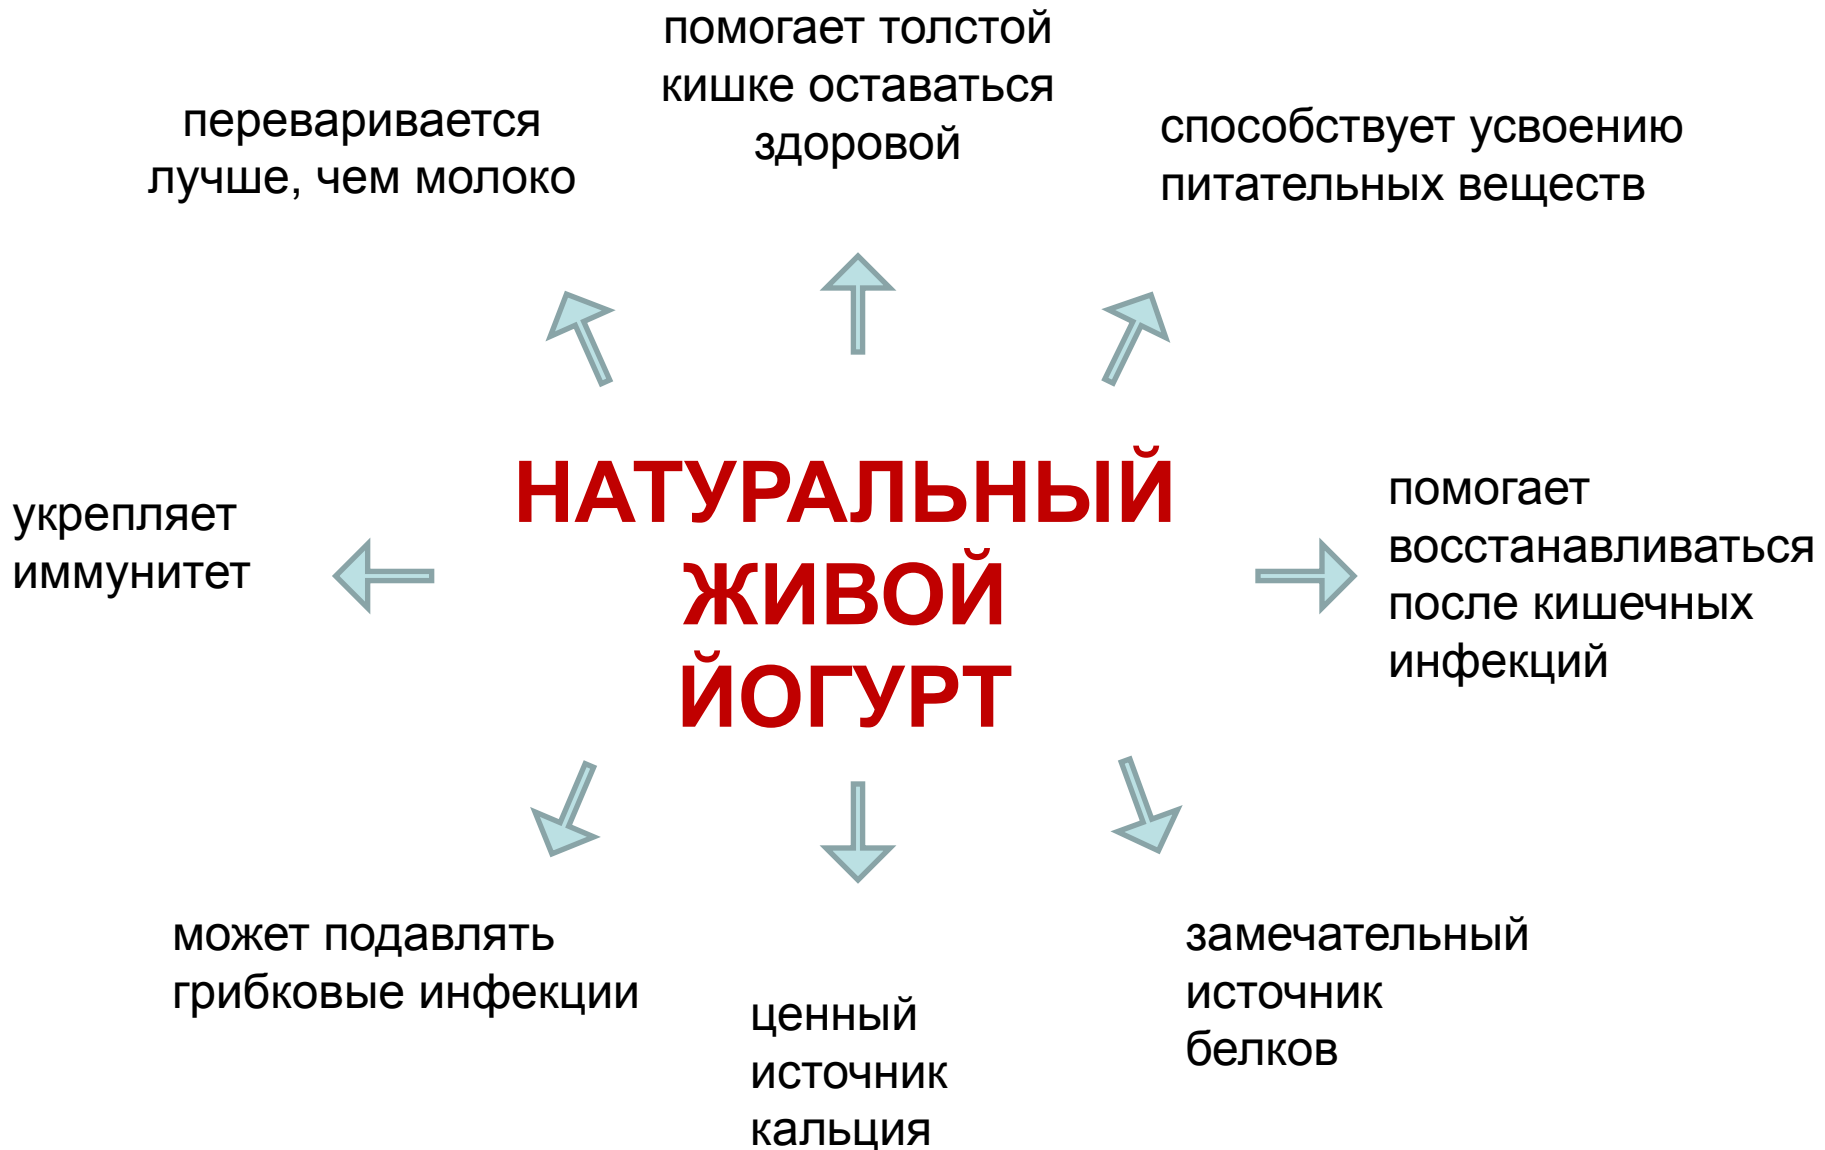 помогает толстой
кишке оставаться
здоровой
переваривается
лучше, чем молоко
способствует усвоению
питательных веществ
укрепляет
иммунитет
НАТУРАЛЬНЫЙ
ЖИВОЙ
ЙОГУРТ
помогает
восстанавливаться
после кишечных
инфекций
может подавлять
грибковые инфекции
ценный
источник
кальция
замечательный
источник
белков